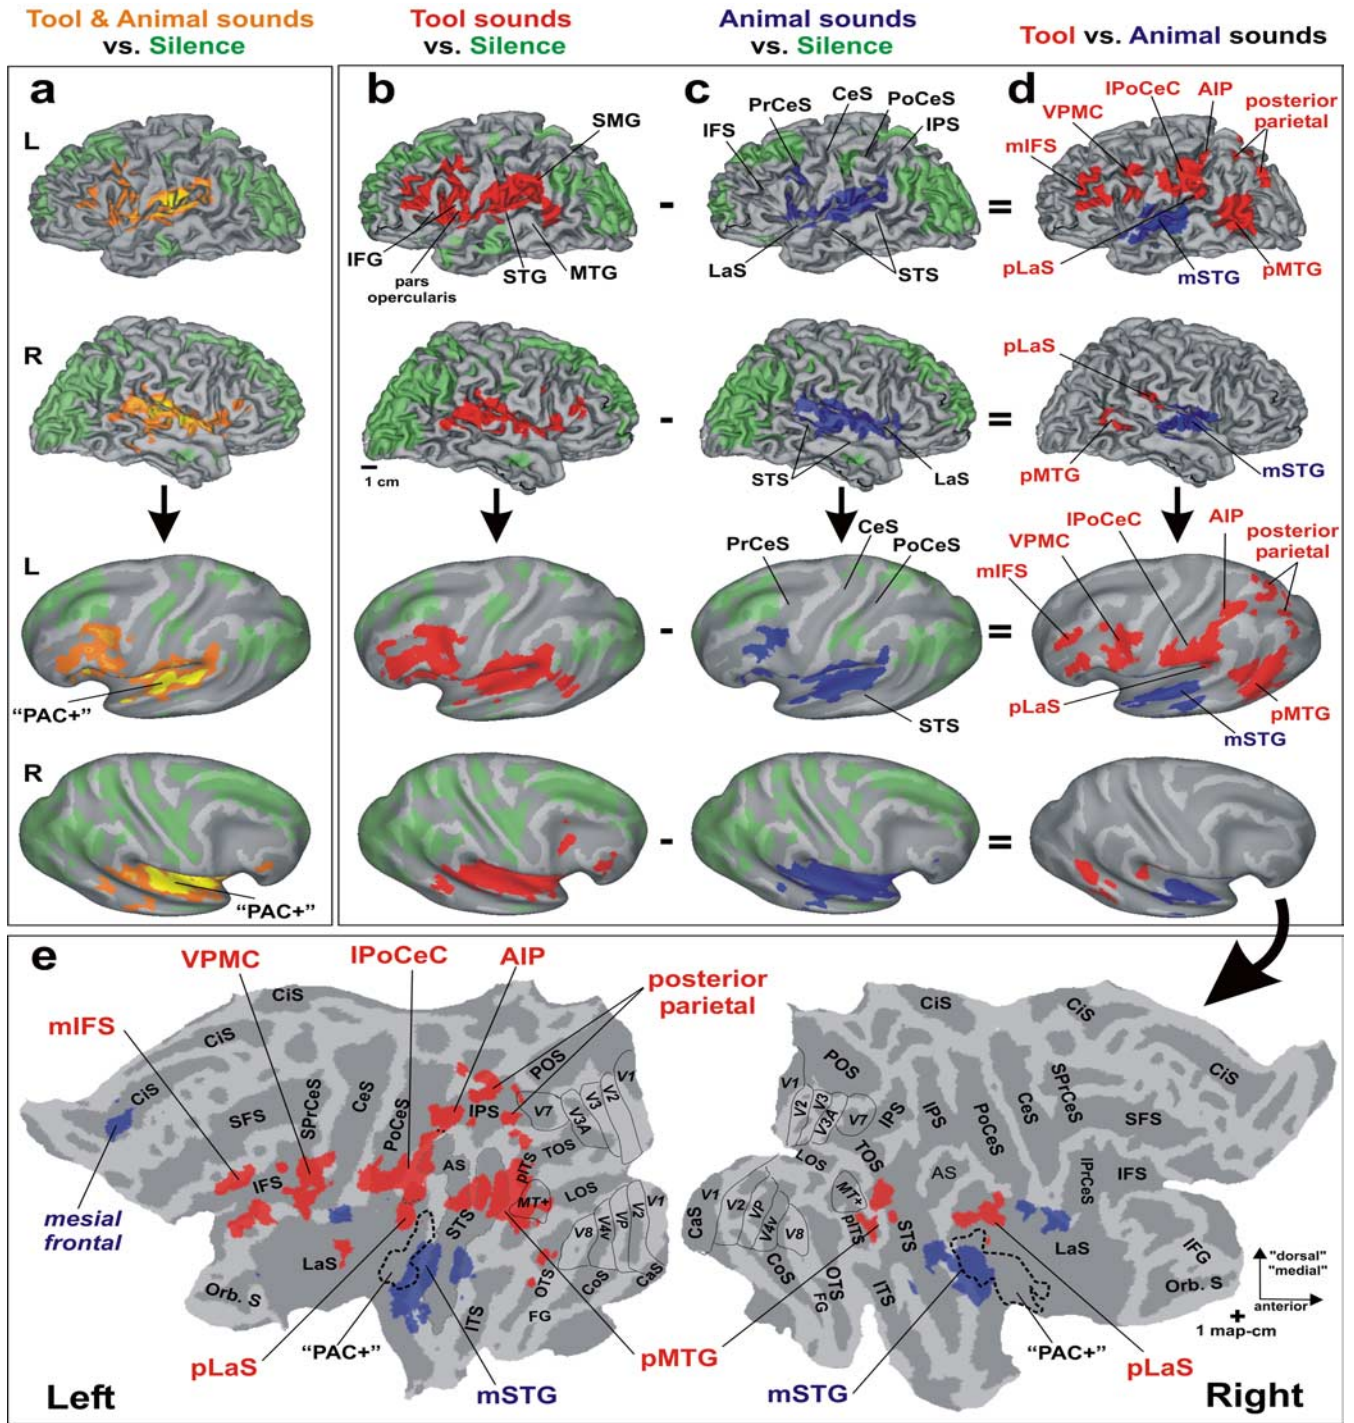 Tool & Animal sounds
vs. Silence
Tool sounds
vs. Silence
Animal sounds
vs. Silence
Tool vs. Animal sounds
a
L
R
L
"PAC+"
R
"PAC+"
b
SMG
IFG
pars
opercularis
STG
MTG
1 cm
-
-
-
-
c
PrCeS
CeS
PoCeS
IFS
IPS
LaS
STS
STS
LaS
PrCeS
CeS
PoCeS
STS
=
=
=
=
d
lPoCeC
AIP
VPMC
posterior
parietal
mIFS
pLaS
mSTG
pMTG
pLaS
pMTG
mSTG
lPoCeC
AIP
VPMC
posterior
parietal
mIFS
pLaS
mSTG
pMTG
e
VPMC
lPoCeC
AIP
posterior
parietal
mIFS
CiS
CiS
CiS
SFS
SPrCeS
CeS
PoCeS
IFS
IPS
POS
V7
V3A
V3
V2
V1
TOS
AS
pITS
MT+
LOS
STS
V8
V4v
VP
V2
V1
mesial
frontal
LaS
Orb. S
OTS
CoS
CaS
ITS
FG
"PAC+"
pLaS
mSTG
pMTG
Left
CiS
CiS
CiS
POS
V1
V2
V3
V3A
V7
IPS
IPS
PoCeS
CeS
SPrCeS
SFS
TOS
LOS
AS
lPrCeS
IFS
MT+
pITS
V1
V2
VP
V4v
V8
CaS
STS
LaS
IFG
Orb. S
CoS
OTS
FG
ITS
"dorsal"
"medial"
anterior
1 map-cm
"PAC+"
mSTG
pLaS
Right